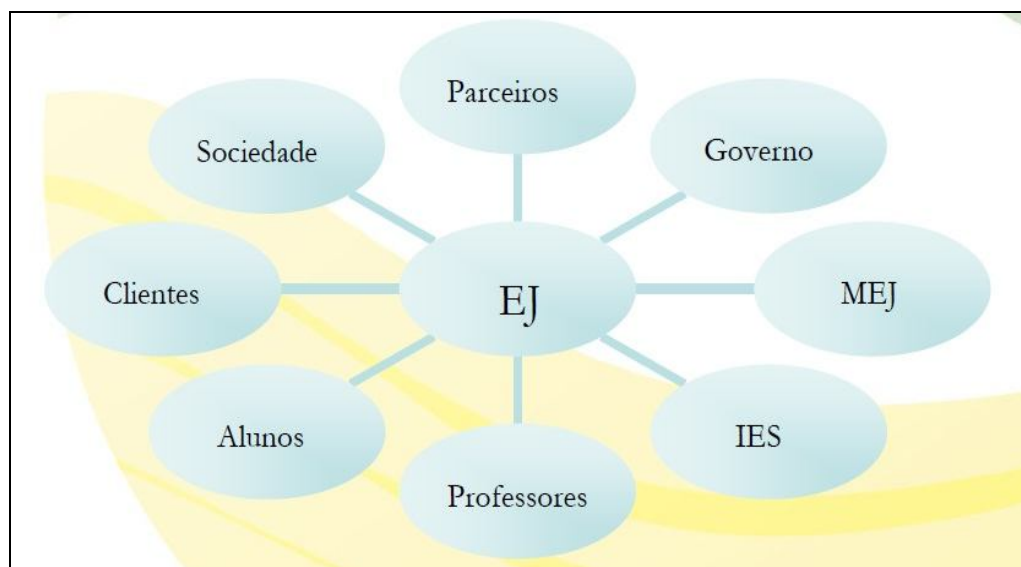 Parceiros
Sociedade
Governo
Clientes
EJ
MEJ
Alunos
IES
Professores